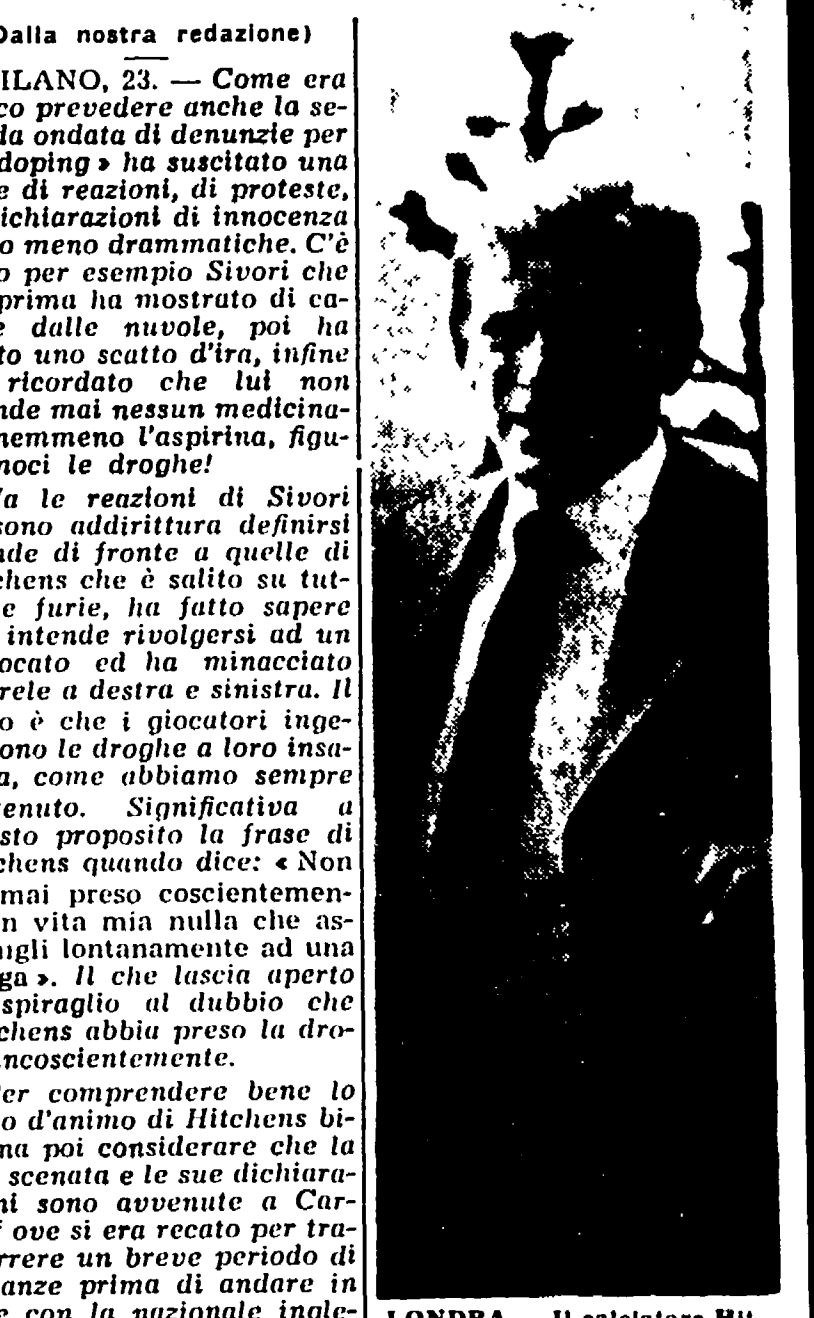 Dalla nostra redazione)
ILANO, 23. — Come era
co prevedere anche la se-
da ondata di denunzie per
doping » ha suscitato una
e di reazioni, di proteste,
ichiarazioni di innocenza
o meno drammatiche. C'è
o per esempio Sivori che
prima ha mostrato di ca-
e dalle nuvole, poi ha
to uno scatto d'ira, infine
ricordato che lui non
nde mai nessun medicina-
nemmeno l'aspirina, figu-
noci le droghe!
a le reazioni di Sivori
sono addirittura definirsi
nde di fronte a quelle di
chens che è salito su tut-
e furie, ha fatto sapere
intende rivolgersi ad un
ocato ed ha minacciato
rele a destra e sinistra. Il
o è che i giocatori inge-
ono le droghe a loro insa-
a, come abbiamo sempre
enuto. Significativa a
sto proposito la frase di
chens quando dice: « Non
mai preso coscientemen-
n vita mia nulla che as-
igli lontanamente ad una
ga ». Il che lascia aperto
spiraglio al dubbio che
chens abbia preso la dro-
ncoscientemente.
er comprendere bene lo
o d'animo di Hitchens bi-
na poi considerare che la
scenata e le sue dichiara-
ni sono avvenute a Car-
f ove si era recato per tra-
rrere un breve periodo di
anze prima di andare in
e con la nazionale ingle-
LONDRA — Il calciatore Hit-